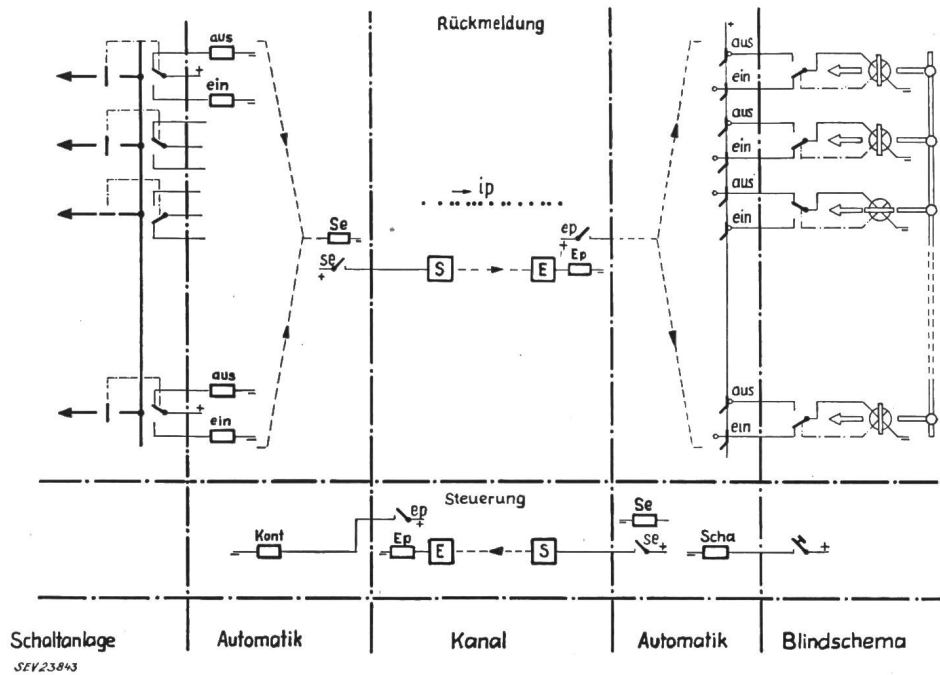 Rückmeldung
aus
ein
aus
ein
aus
ein
aus
ein
ip
Se
se
S
E
ep
Ep
aus
ein
aus
ein
Steuerung
Kont
ep
Ep
E
S
Se
se
Scha
Schaltanlage
Automatik
Kanal
Automatik
Blindschema
SEV23843